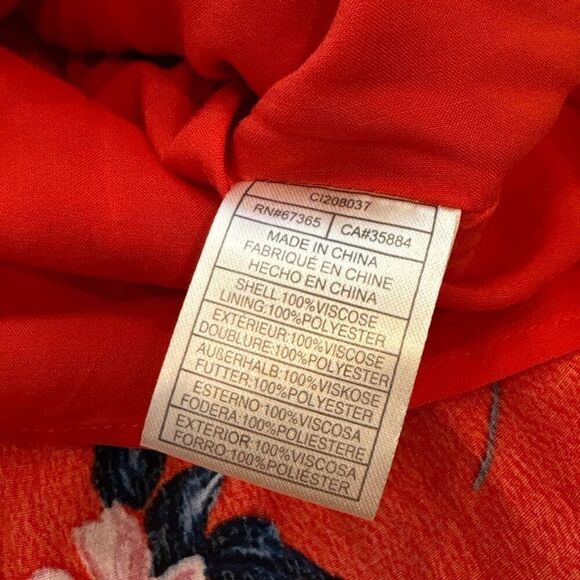 CI208037
RN#67365 CA#35884
MADE IN CHINA
FABRIQUÉ EN CHINE
HECHO EN CHINA
SHELL:100%VISCOSE
LINING:100%POLYESTER
EXTÉRIEUR:100%VISCOSE
DOUBLURE:100%POLYESTER
AUẞERHALB:100%VISKOSE
FUTTER:100%POLYESTER
ESTERNO:100%VISCOSA
FODERA:100%POLIESTERE
EXTERIOR:100%VISCOSA
FORRO:100%POLIÉSTER